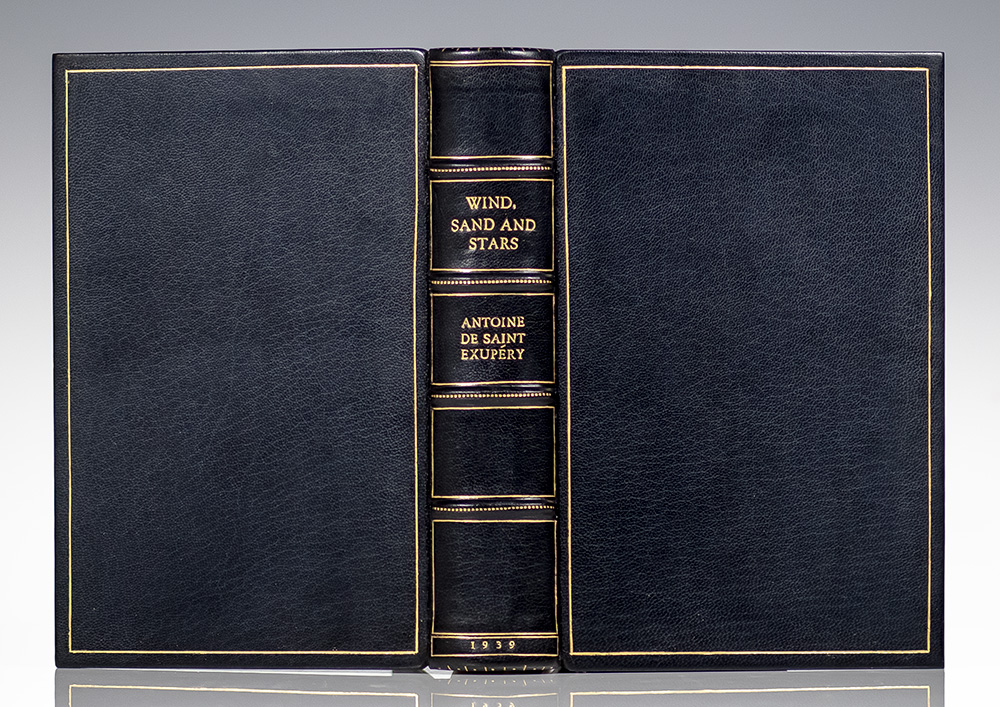 WIND,
SAND AND
STARS
ANTOINE
DE SAINT
EXUPÉRY
1939